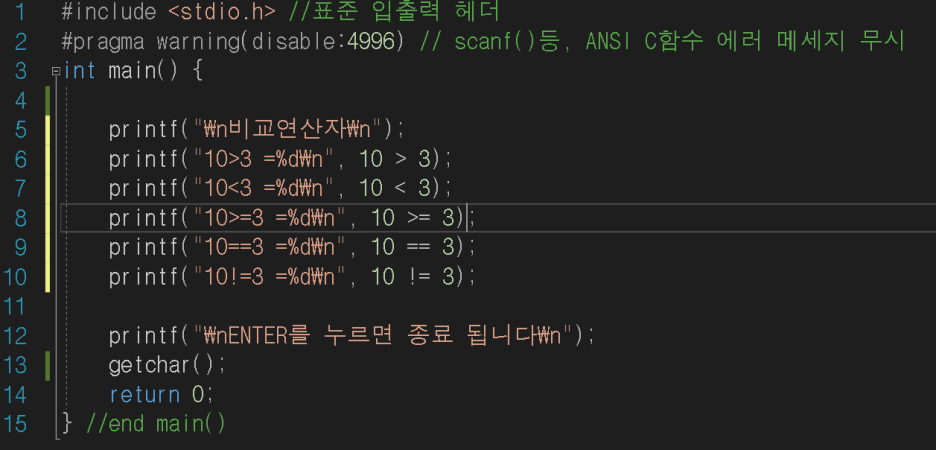 1 #include <stdio.h> //표준 입출력 헤더
2 #pragma warning(disable:4996) // scanf()등, ANSI C함수 에러 메세지 무시
3 int main() {
4
5 printf("₩n비교연산자₩n");
6 printf("10>3 =%d₩n", 10 > 3);
7 printf("10<3 =%d₩n", 10 < 3);
8 printf("10>=3 =%d₩n", 10 >= 3);
9 printf("10==3 =%d₩n", 10 == 3);
10 printf("10!=3 =%d₩n", 10 != 3);
11
12 printf("₩nENTER를 누르면 종료 됩니다₩n");
13 getchar();
14 return 0;
15 } //end main()